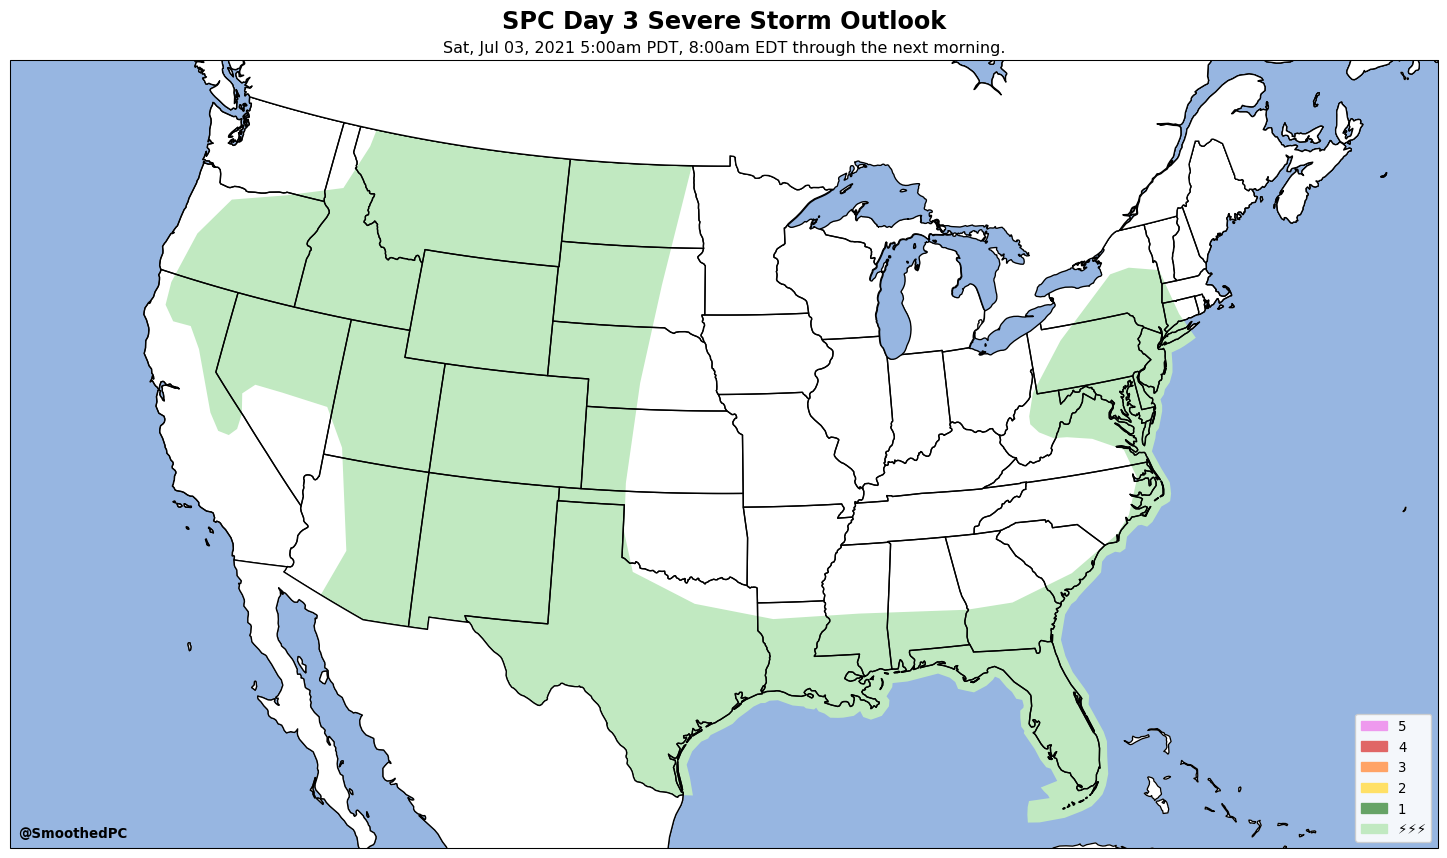 SPC Day 3 Severe Storm Outlook
Sat, Jul 03, 2021 5:00am PDT, 8:00am EDT through the next morning.
5
4
3
2
1
⚡⚡⚡
@SmoothedPC